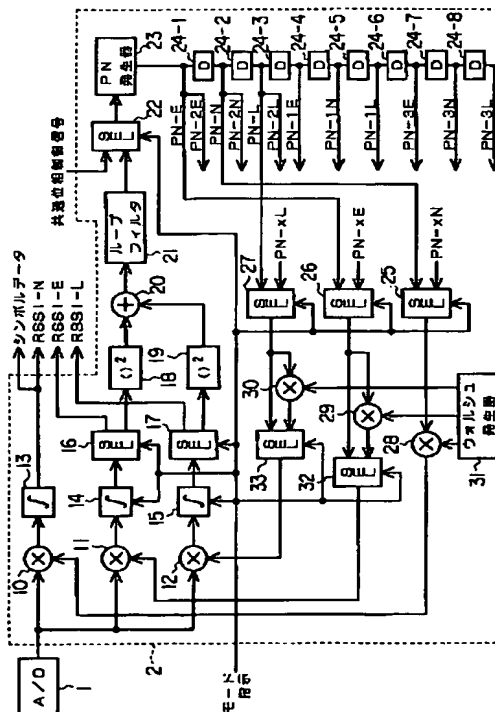 共通位相制御信号
シンボルデータ
RSSI-N
RSSI-E
RSSI-L
PN
発生器
23
SEL
22
ループ
フィルタ
21
20
()²
18
()²
19
SEL
16
SEL
17
∫
13
∫
14
∫
15
10
11
12
A/D
1
2
モード
指示
24-1
24-2
24-3
24-4
24-5
24-6
24-7
24-8
D
D
D
D
D
D
D
D
PN-E
PN-2E
PN-N
PN-2N
PN-L
PN-2L
PN-1E
PN-1N
PN-1L
PN-3E
PN-3N
PN-3L
SEL
27
PN-xL
SEL
26
PN-xE
SEL
25
PN-xN
30
29
28
SEL
33
SEL
32
ウォルシュ
発生器
31